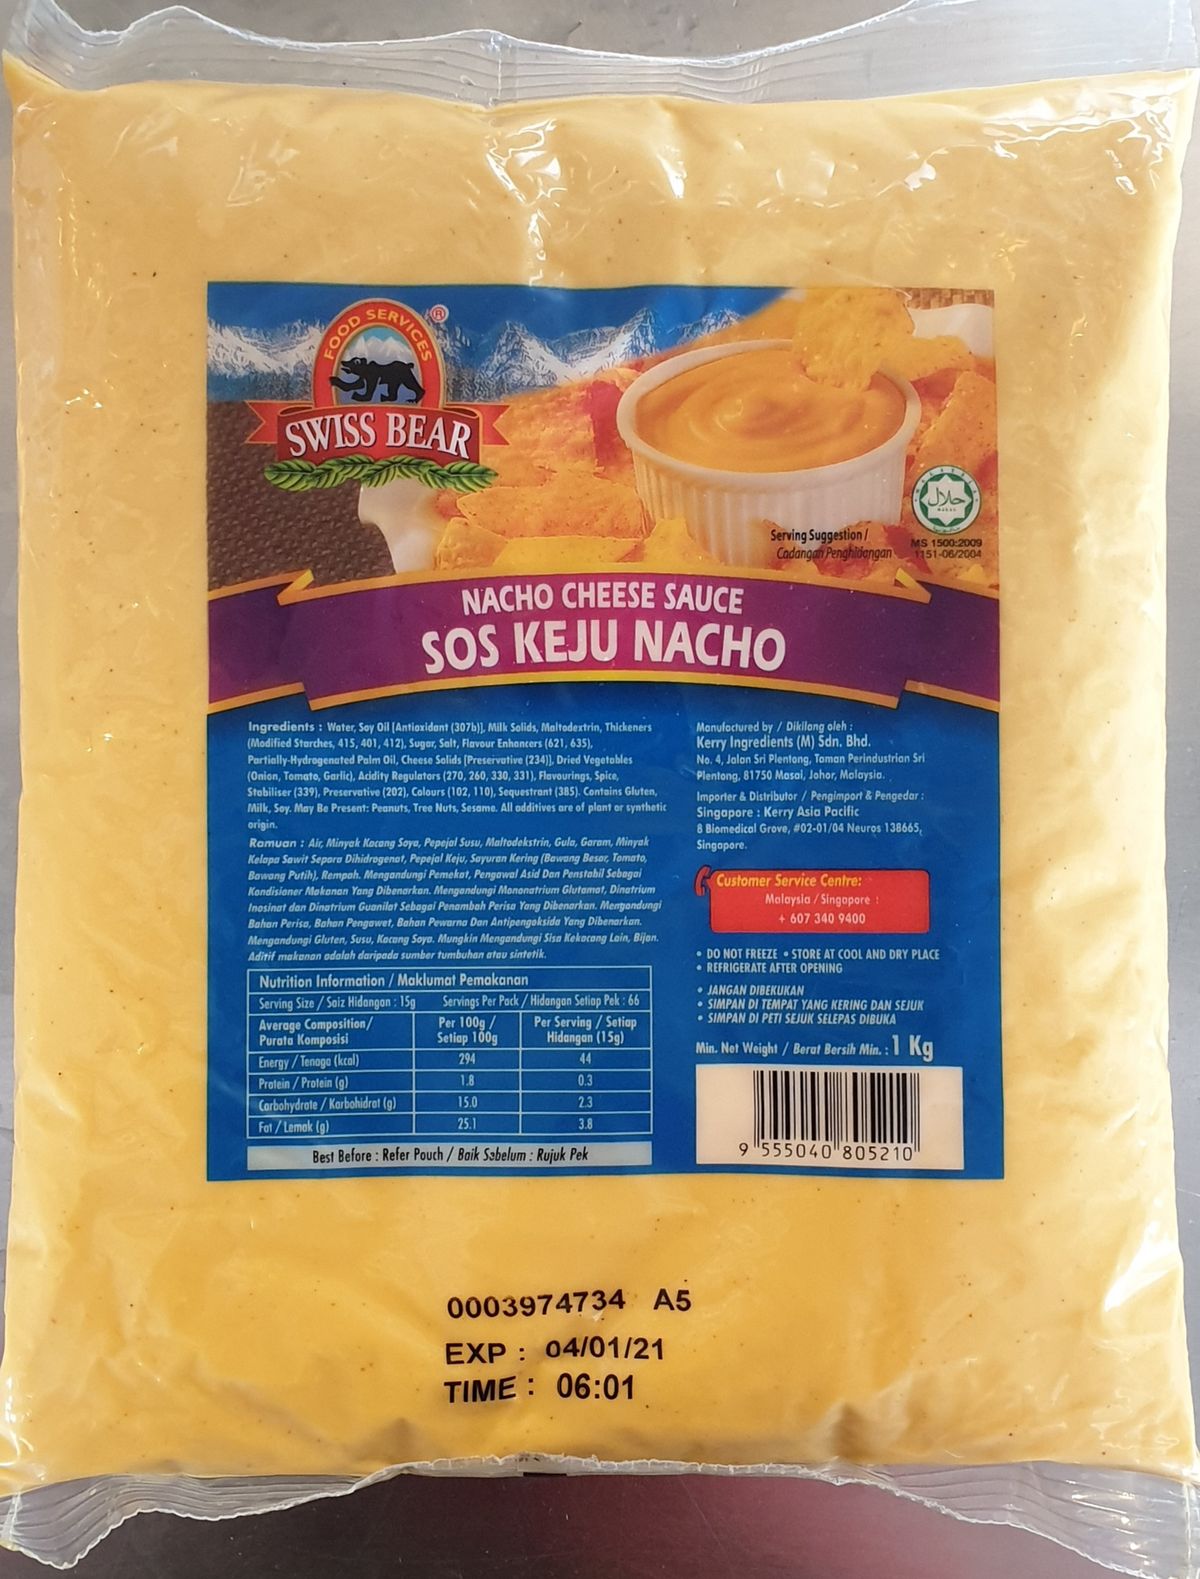 FOOD SERVICES ®
SWISS BEAR
حلال
Serving Suggestion /
Cadangan Penghidangan
MS 1500:2009
1151-06/2004
NACHO CHEESE SAUCE
SOS KEJU NACHO
Ingredients : Water, Soy Oil [Antioxidant (307b)], Milk Solids, Maltodextrin, Thickeners
(Modified Starches, 415, 401, 412), Sugar, Salt, Flavour Enhancers (621, 635),
Partially-Hydrogenated Palm Oil, Cheese Solids [Preservative (234)], Dried Vegetables
(Onion, Tomato, Garlic), Acidity Regulators (270, 260, 330, 331), Flavourings, Spice,
Stabiliser (339), Preservative (202), Colours (102, 110), Sequestrant (385). Contains Gluten,
Milk, Soy. May Be Present: Peanuts, Tree Nuts, Sesame. All additives are of plant or synthetic
origin.
Ramuan : Air, Minyak Kacang Soya, Pepejal Susu, Maltodekstrin, Gula, Garam, Minyak
Kelapa Sawit Separa Dihidrogenat, Pepejal Keju, Sayuran Kering (Bawang Besar, Tomato,
Bawang Putih), Rempah. Mengandungi Pemekat, Pengawal Asid Dan Penstabil Sebagai
Kondisioner Makanan Yang Dibenarkan. Mengandungi Mononatrium Glutamat, Dinatrium
Inosinat dan Dinatrium Guanilat Sebagai Penambah Perisa Yang Dibenarkan. Mengandungi
Bahan Perisa, Bahan Pengawet, Bahan Pewarna Dan Antipengoksida Yang Dibenarkan.
Mengandungi Gluten, Susu, Kacang Soya. Mungkin Mengandungi Sisa Kekacang Lain, Bijan.
Aditif makanan adalah daripada sumber tumbuhan atau sintetik.
Nutrition Information / Maklumat Pemakanan
Serving Size / Saiz Hidangan : 15g Servings Per Pack / Hidangan Setiap Pek : 66
Average Composition/ Per 100g / Per Serving / Setiap
Purata Komposisi Setiap 100g Hidangan (15g)
Energy / Tenaga (kcal) 294 44
Protein / Protein (g) 1.8 0.3
Carbohydrate / Karbohidrat (g) 15.0 2.3
Fat / Lemak (g) 25.1 3.8
Best Before : Refer Pouch / Baik Sebelum : Rujuk Pek
Manufactured by / Dikilang oleh :
Kerry Ingredients (M) Sdn. Bhd.
No. 4, Jalan Sri Plentong, Taman Perindustrian Sri
Plentong, 81750 Masai, Johor, Malaysia.
Importer & Distributor / Pengimport & Pengedar :
Singapore : Kerry Asia Pacific
8 Biomedical Grove, #02-01/04 Neuros 138665,
Singapore.
Customer Service Centre:
Malaysia / Singapore :
+ 607 340 9400
• DO NOT FREEZE • STORE AT COOL AND DRY PLACE
• REFRIGERATE AFTER OPENING
• JANGAN DIBEKUKAN
• SIMPAN DI TEMPAT YANG KERING DAN SEJUK
• SIMPAN DI PETI SEJUK SELEPAS DIBUKA
Min. Net Weight / Berat Bersih Min. : 1 Kg
9 555040 805210
0003974734 A5
EXP : 04/01/21
TIME : 06:01